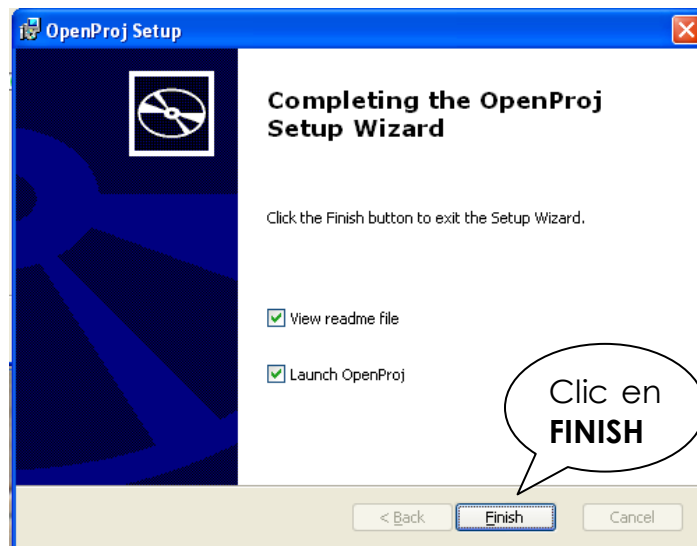 OpenProj Setup
Completing the OpenProj
Setup Wizard
Click the Finish button to exit the Setup Wizard.
View readme file
Launch OpenProj
Clic en
FINISH
< Back Finish Cancel